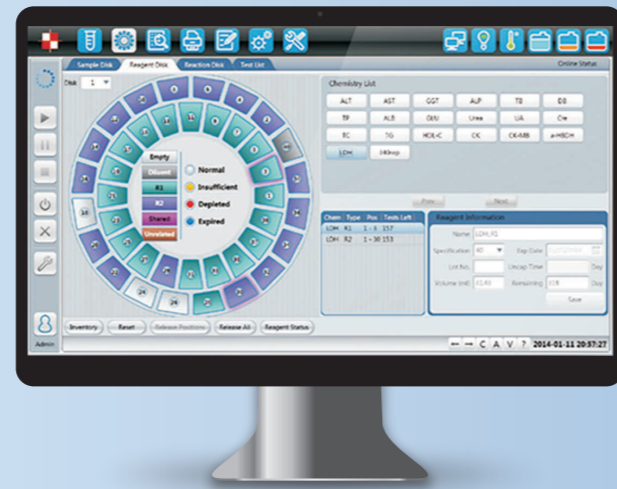 Sample Disk Reagent Disk Reaction Disk Test List Online Status
Disk 1
Empty
Diluent
R1
R2
Shared
Unrelated
Normal
Insufficient
Depleted
Expired
Chemistry List
ALT AST GGT ALP TB DB
TP ALB GLU Urea UA Cre
TC TG HDL-C CK CK-MB a-HBDH
LDH
Prev Next
Chem Type Pos Tests Left
LDH R1 157
LDH R2 1 - 30 153
Reagent Information
Name LDH_R1
Specification 40 Exp Date
Lot No. Uncap Time Day
Volume (ml) Remaining Day
Save
Inventory Reset Release Positions Release All Reagent Status
Admin
← → C A V ? 2014-01-11 20:57:27